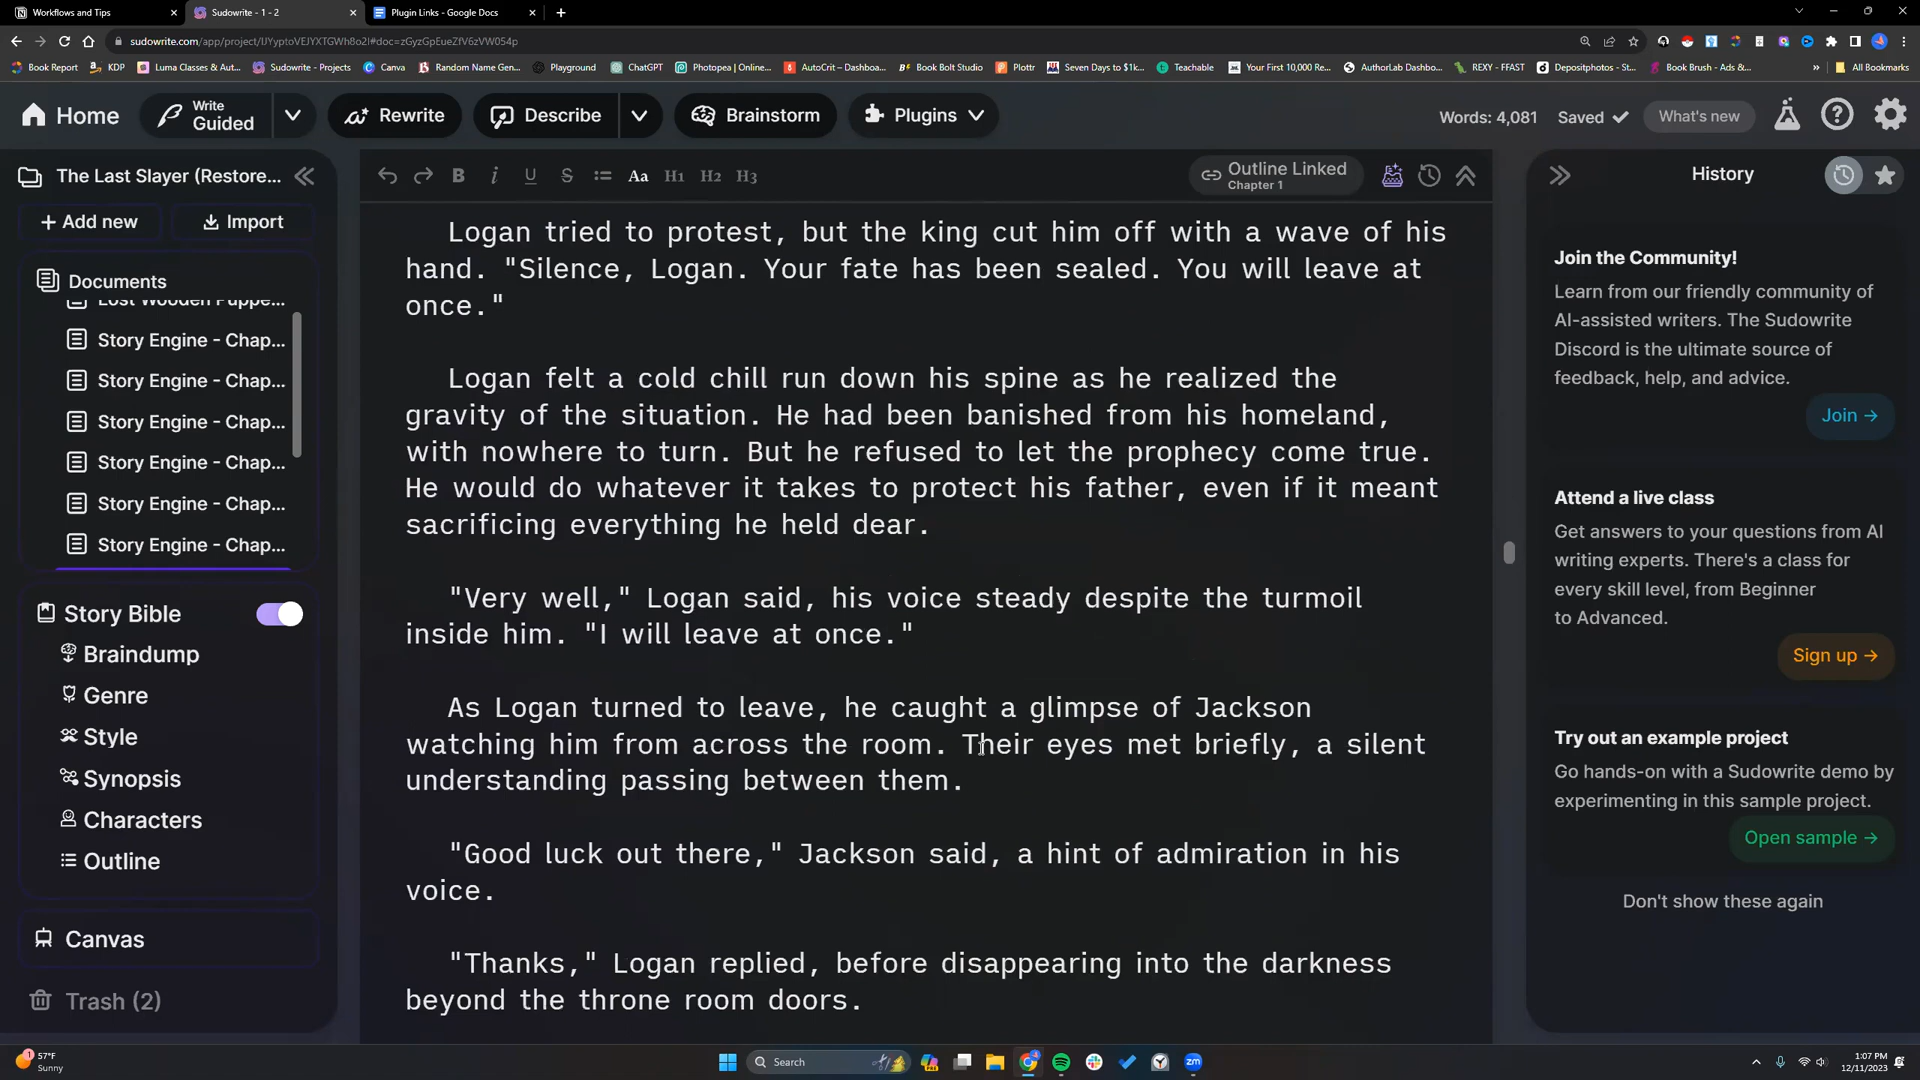 Workflows and Tips
Sudowrite - 1 - 2
Plugin Links - Google Docs
Book Report
KDP
Luma Classes & Aut...
Sudowrite - Projects
Canva
Random Name Gen...
Playground
ChatGPT
Photopea | Online...
AutoCrit – Dashboa...
Book Bolt Studio
Plottr
Seven Days to $1k...
Teachable
Your First 10,000 Re...
AuthorLab Dashbo...
REXY - FFAST
Depositphotos - St...
Book Brush - Ads &...
»
All Bookmarks
Home
Write
Guided
Rewrite
Describe
Brainstorm
Plugins
Words: 4,081
Saved
What's new
The Last Slayer (Restore...
+ Add new
Import
Documents
Lost Wooden Puppe...
Story Engine - Chap...
Story Engine - Chap...
Story Engine - Chap...
Story Engine - Chap...
Story Engine - Chap...
Story Engine - Chap...
Story Bible
Braindump
Genre
Style
Synopsis
Characters
Outline
Canvas
Trash (2)
B
i
U
S
Aa
H1
H2
H3
Outline Linked
Chapter 1
Logan tried to protest, but the king cut him off with a wave of his
hand. "Silence, Logan. Your fate has been sealed. You will leave at
once."
Logan felt a cold chill run down his spine as he realized the
gravity of the situation. He had been banished from his homeland,
with nowhere to turn. But he refused to let the prophecy come true.
He would do whatever it takes to protect his father, even if it meant
sacrificing everything he held dear.
"Very well," Logan said, his voice steady despite the turmoil
inside him. "I will leave at once."
As Logan turned to leave, he caught a glimpse of Jackson
watching him from across the room. Their eyes met briefly, a silent
understanding passing between them.
"Good luck out there," Jackson said, a hint of admiration in his
voice.
"Thanks," Logan replied, before disappearing into the darkness
beyond the throne room doors.
History
Join the Community!
Learn from our friendly community of
AI-assisted writers. The Sudowrite
Discord is the ultimate source of
feedback, help, and advice.
Join →
Attend a live class
Get answers to your questions from AI
writing experts. There's a class for
every skill level, from Beginner
to Advanced.
Sign up →
Try out an example project
Go hands-on with a Sudowrite demo by
experimenting in this sample project.
Open sample →
Don't show these again
57°F
Sunny
Search
1:07 PM
12/11/2023